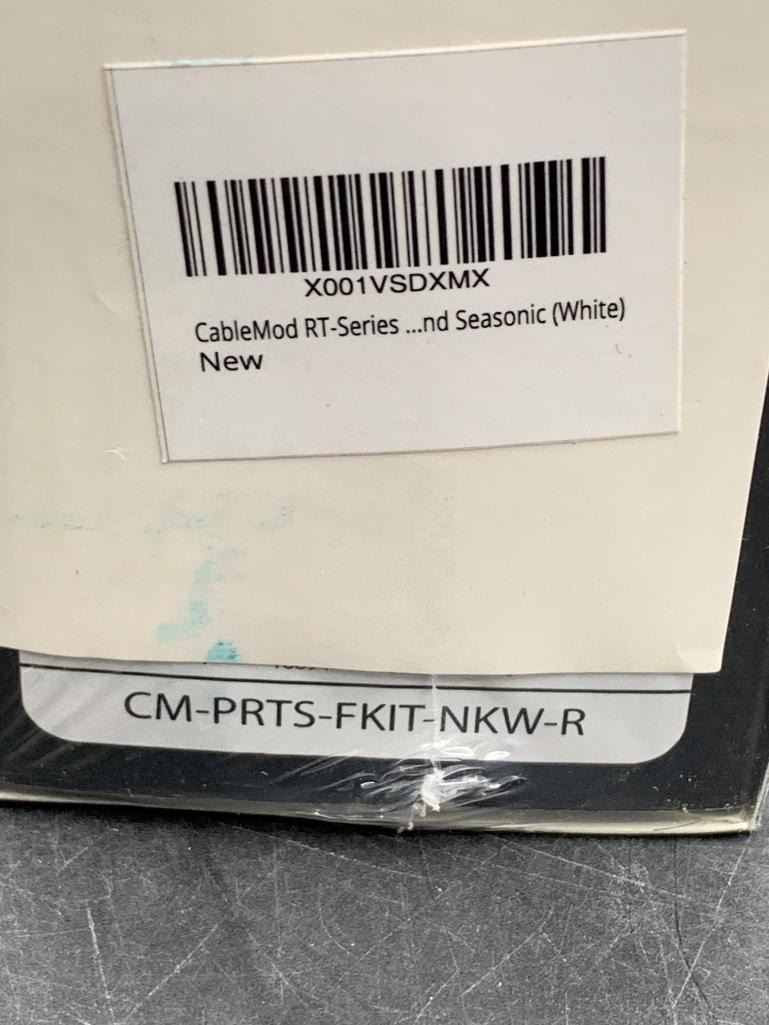 X001VSDXMX
CableMod RT-Series ...nd Seasonic (White)
New
CM-PRTS-FKIT-NKW-R